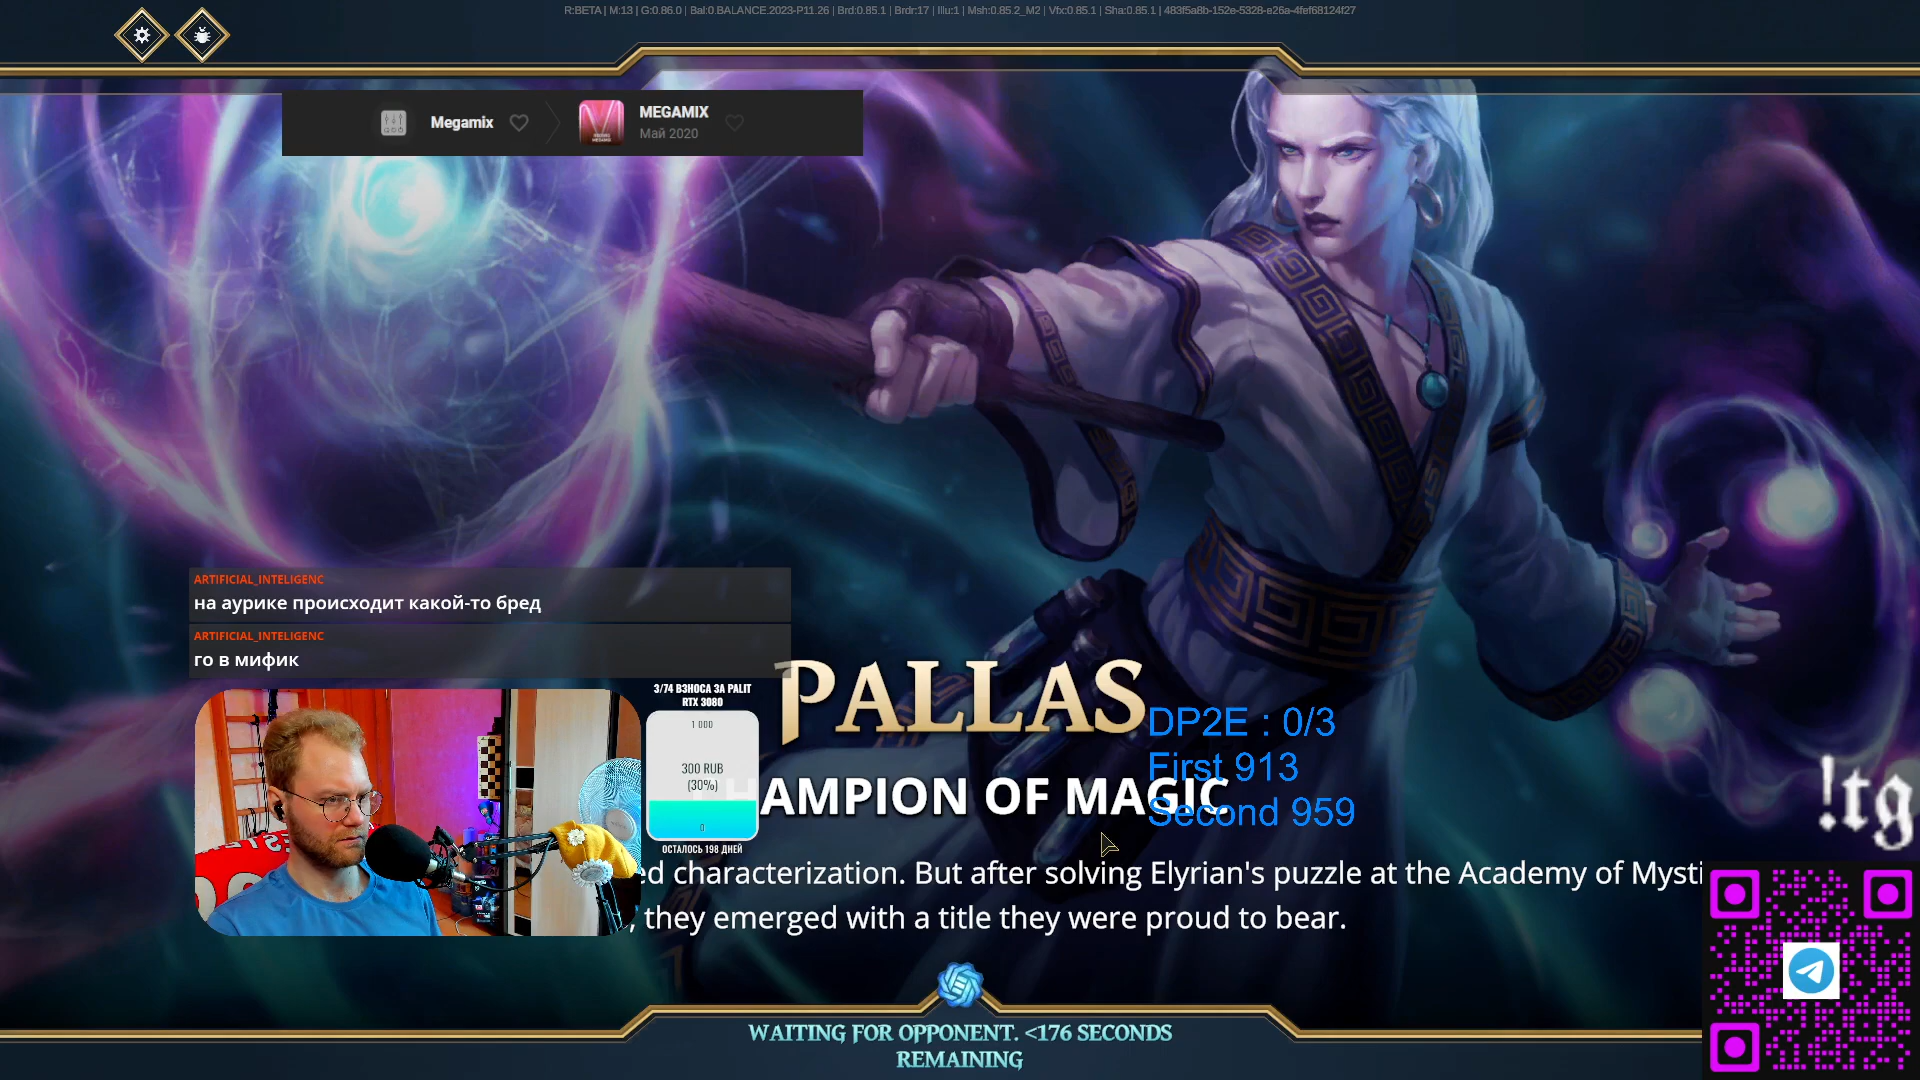 R:BETA | M:13 | G:0.86.0 | Bal:0.BALANCE.2023-P11.26 | Brd:0.85.1 | Brdr:17 | Illu:1 | Msh:0.85.2_M2 | Vfx:0.85.1 | Sha:0.85.1 | 483f5a8b-152e-5328-e26a-4fef68124f27
Megamix
MEGAMIX
Май 2020
ARTIFICIAL_INTELIGENC
на аурике происходит какой-то бред
ARTIFICIAL_INTELIGENC
го в мифик
3/74 ВЗНОСА ЗА PALIT
RTX 3080
1 000
300 RUB
(30%)
0
ОСТАЛОСЬ 198 ДНЕЙ
PALLAS
CHAMPION OF MAGIC
DP2E : 0/3
First 913
Second 959
!tg
ed characterization. But after solving Elyrian's puzzle at the Academy of Mysti
, they emerged with a title they were proud to bear.
WAITING FOR OPPONENT. <176 SECONDS
REMAINING